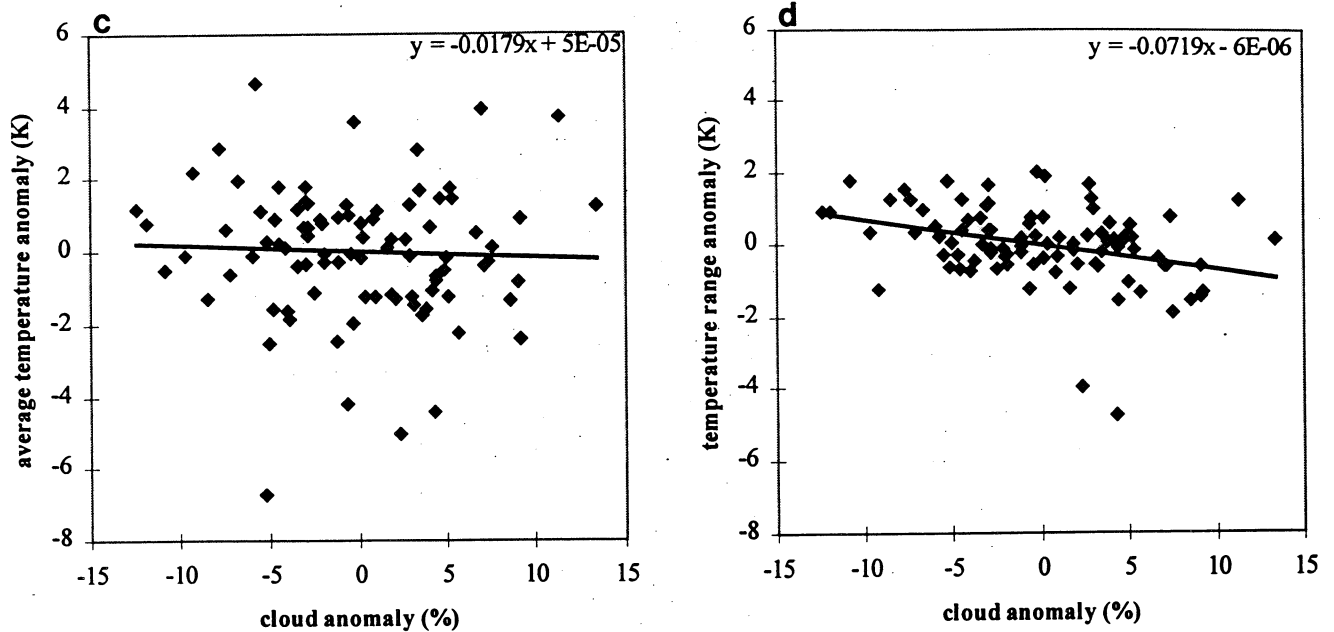 c
y = -0.0179x + 5E-05
6
4
2
0
-2
-4
-6
-8
-15 -10 -5 0 5 10 15
average temperature anomaly (K)
cloud anomaly (%)
d
y = -0.0719x - 6E-06
6
4
2
0
-2
-4
-6
-8
-15 -10 -5 0 5 10 15
temperature range anomaly (K)
cloud anomaly (%)